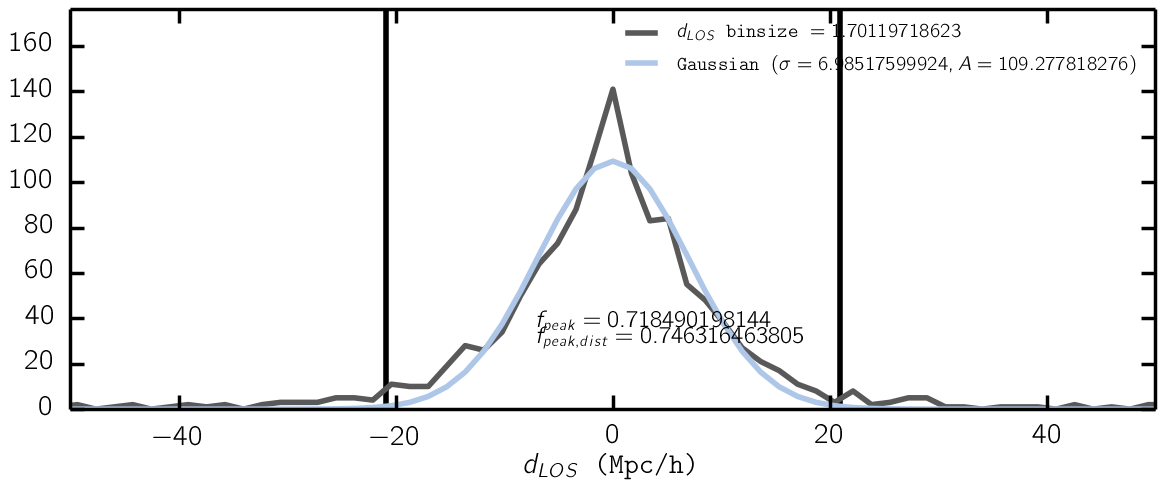 160
140
120
100
80
60
40
20
0
d_LOS binsize = 1.70119718623
Gaussian (σ = 6.98517599924, A = 109.277818276)
f_peak = 0.718490198144
f_peak,dist = 0.746316463805
−40 −20 0 20 40
d_LOS (Mpc/h)